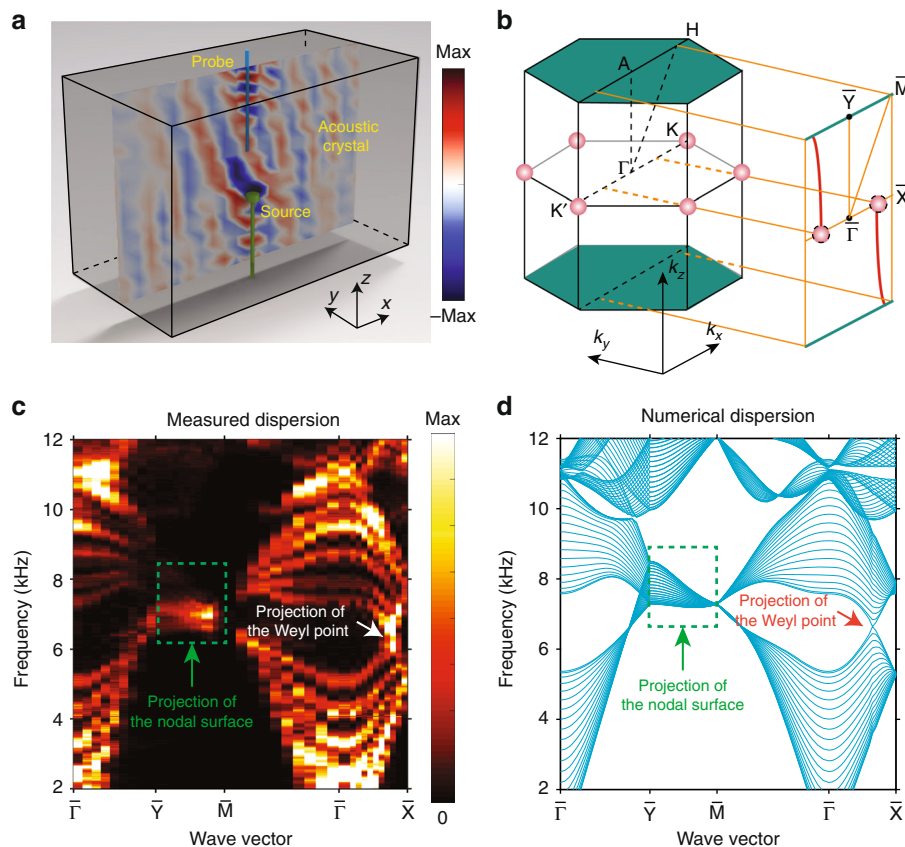 a
Max
Probe
Acoustic
crystal
Source
z
y
x
−Max
b
H
A
M̅
Y̅
K
Γ
X̅
K′
Γ̅
k_z
k_y
k_x
c
Measured dispersion
Max
12
10
8
6
4
2
Frequency (kHz)
Projection of
the Weyl point
Projection of
the nodal surface
Γ̅ Y̅ M̅ Γ̅ X̅
Wave vector
0
d
Numerical dispersion
12
10
8
6
4
2
Frequency (kHz)
Projection of
the Weyl point
Projection of
the nodal surface
Γ̅ Y̅ M̅ Γ̅ X̅
Wave vector